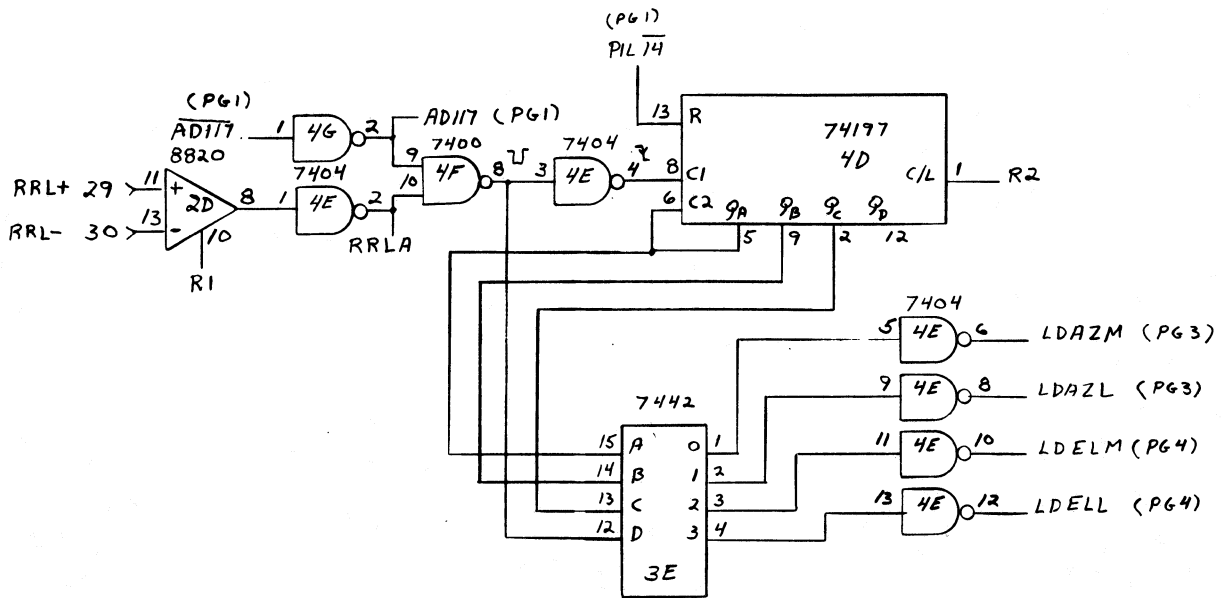 (PG1)
PIL 14
(PG1)
AD117
8820
1
4G
2
AD117 (PG1)
7404
7400
9
10
4F
8
7404
3
4E
4
13
R
74197
4D
8
C1
6
C2
C/L
1
R2
QA
QB
QC
QD
5
9
2
12
RRL+ 29
11
+
2D
8
RRL- 30
13
-
10
R1
1
4E
2
RRLA
7404
5
4E
6
LDAZM (PG3)
9
4E
8
LDAZL (PG3)
11
4E
10
LDELM (PG4)
13
4E
12
LDELL (PG4)
7442
15
A
0
1
14
B
1
2
13
C
2
3
12
D
3
4
3E